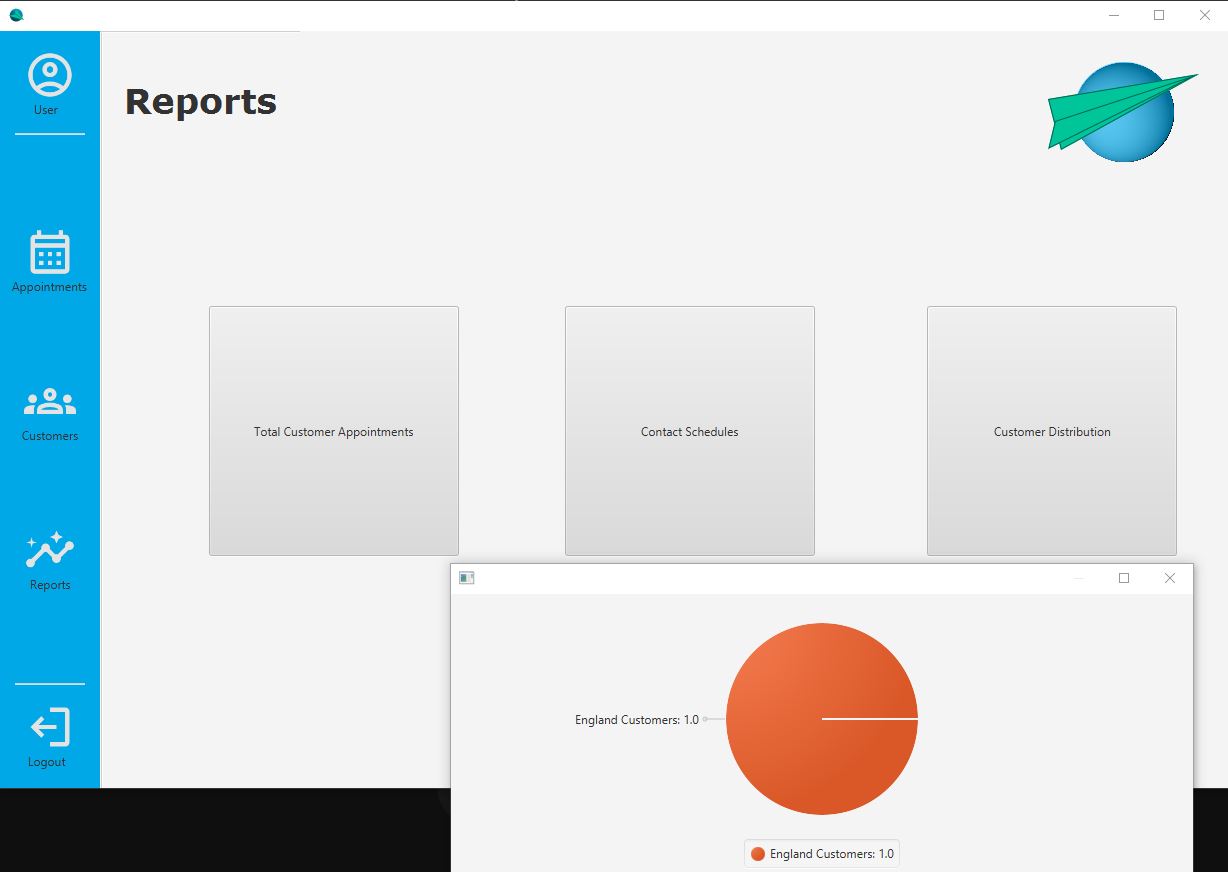 User
Reports
Appointments
Total Customer Appointments
Contact Schedules
Customer Distribution
Customers
Reports
Logout
England Customers: 1.0
England Customers: 1.0